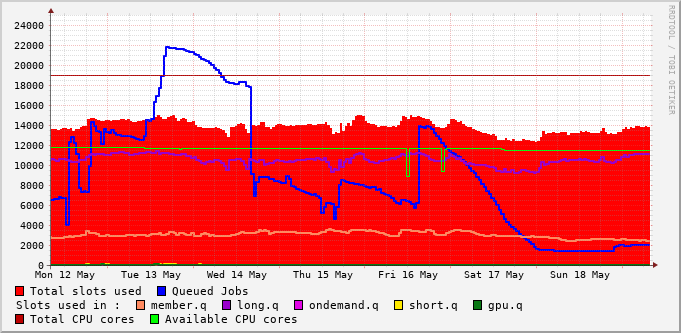 RRDTOOL / TOBI OETIKER
24000
22000
20000
18000
16000
14000
12000
10000
8000
6000
4000
2000
0
Mon 12 May Tue 13 May Wed 14 May Thu 15 May Fri 16 May Sat 17 May Sun 18 May
Total slots used Queued Jobs
Slots used in : member.q long.q ondemand.q short.q gpu.q
Total CPU cores Available CPU cores